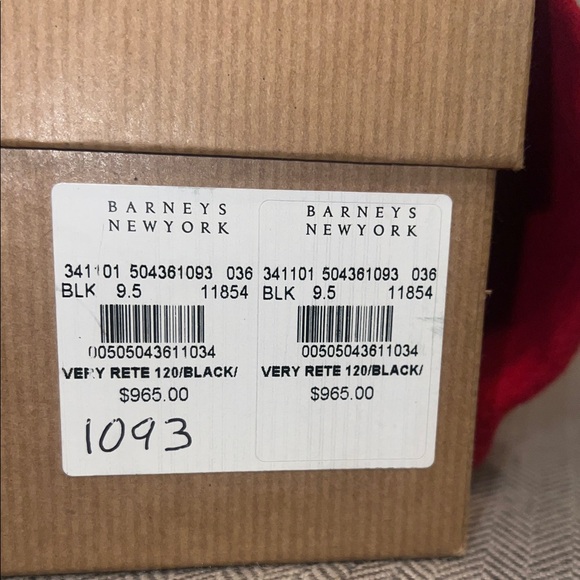 BARNEYS
NEWYORK
341101 504361093 036
BLK 9.5 11854
00505043611034
VERY RETE 120/BLACK/
$965.00
1093
BARNEYS
NEWYORK
341101 504361093 036
BLK 9.5 11854
00505043611034
VERY RETE 120/BLACK/
$965.00